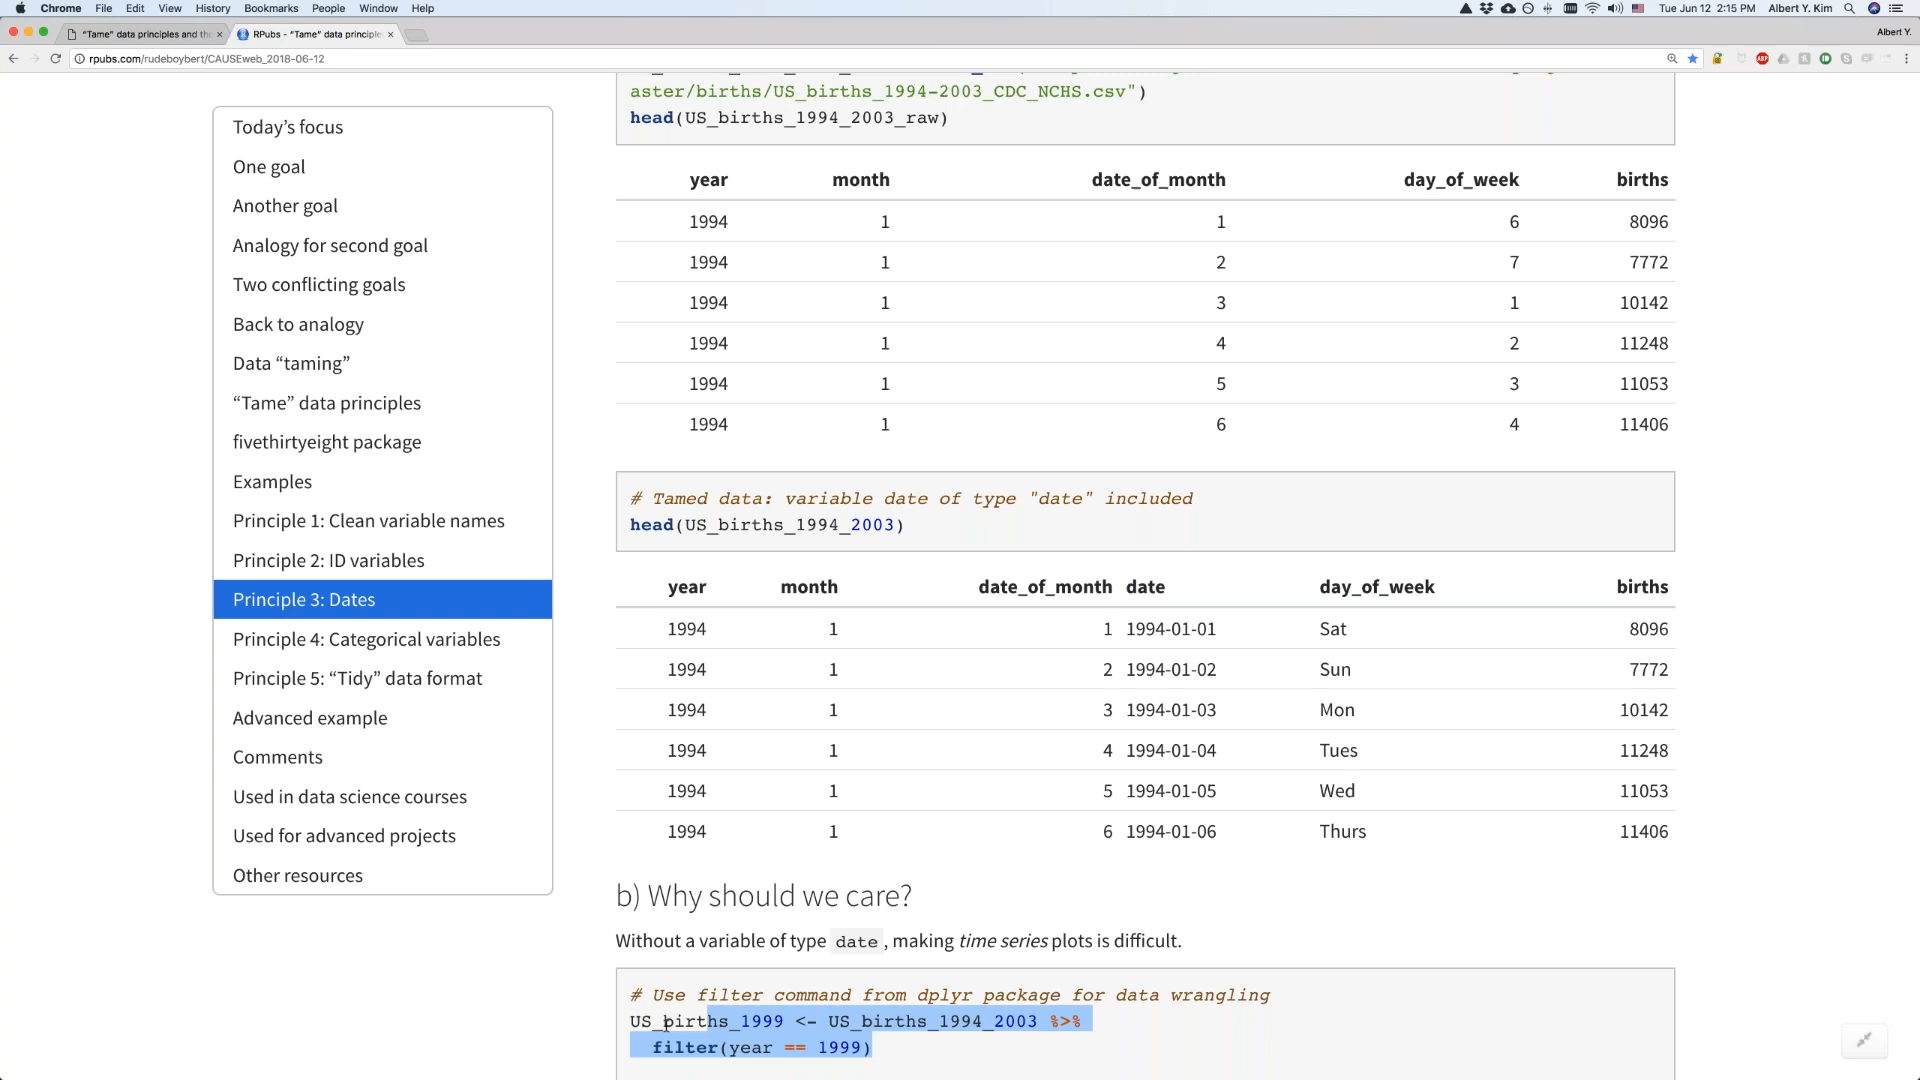 Chrome File Edit View History Bookmarks People Window Help
Tue Jun 12 2:15 PM Albert Y. Kim
"Tame" data principles and th
RPubs - "Tame" data principle
Albert Y.
rpubs.com/rudeboybert/CAUSEweb_2018-06-12
Today's focus
One goal
Another goal
Analogy for second goal
Two conflicting goals
Back to analogy
Data “taming”
“Tame” data principles
fivethirtyeight package
Examples
Principle 1: Clean variable names
Principle 2: ID variables
Principle 3: Dates
Principle 4: Categorical variables
Principle 5: “Tidy” data format
Advanced example
Comments
Used in data science courses
Used for advanced projects
Other resources
aster/births/US_births_1994-2003_CDC_NCHS.csv")
head(US_births_1994_2003_raw)
year month date_of_month day_of_week births
1994 1 1 6 8096
1994 1 2 7 7772
1994 1 3 1 10142
1994 1 4 2 11248
1994 1 5 3 11053
1994 1 6 4 11406
# Tamed data: variable date of type "date" included
head(US_births_1994_2003)
year month date_of_month date day_of_week births
1994 1 1 1994-01-01 Sat 8096
1994 1 2 1994-01-02 Sun 7772
1994 1 3 1994-01-03 Mon 10142
1994 1 4 1994-01-04 Tues 11248
1994 1 5 1994-01-05 Wed 11053
1994 1 6 1994-01-06 Thurs 11406
b) Why should we care?
Without a variable of type date, making time series plots is difficult.
# Use filter command from dplyr package for data wrangling
US_births_1999 <- US_births_1994_2003 %>%
filter(year == 1999)